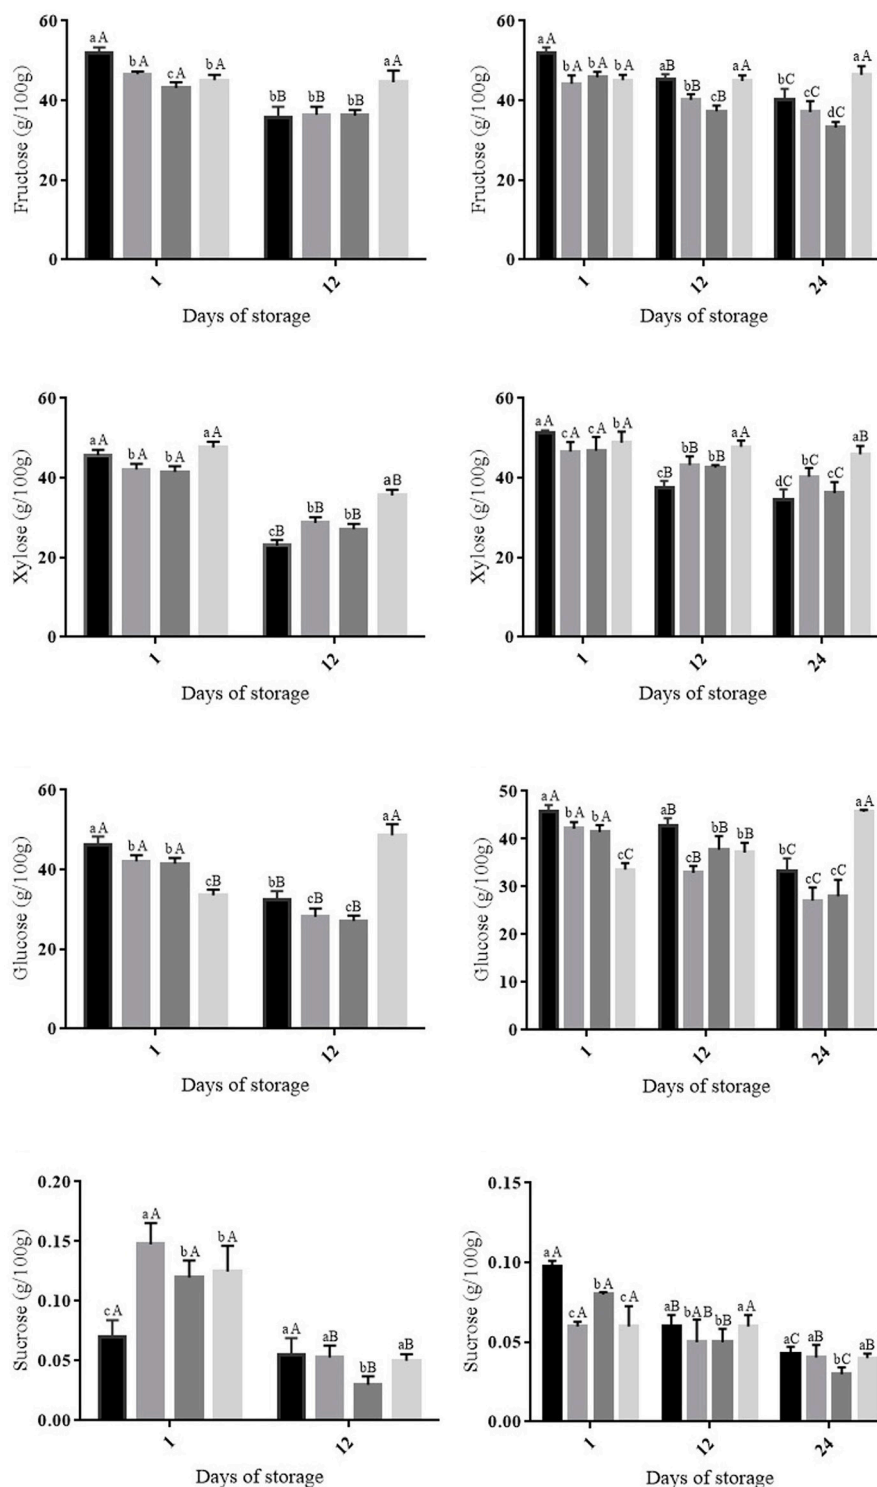 60
40
20
0
Fructose (g/100g)
aA bA cA bA
bB bB bB aA
1 12
Days of storage
60
40
20
0
Fructose (g/100g)
aA bA bA bA
aB bB cB aA
bC cC dC aA
1 12 24
Days of storage
60
40
20
0
Xylose (g/100g)
aA bA bA aA
cB bB bB aB
1 12
Days of storage
60
40
20
0
Xylose (g/100g)
aA cA cA bA
cB bB bB aA
dC bC cC aB
1 12 24
Days of storage
60
40
20
0
Glucose (g/100g)
aA bA bA cB
bB cB cB aA
1 12
Days of storage
50
40
30
20
10
0
Glucose (g/100g)
aA bA bA cC
aB cB bB bB
bC cC cC aA
1 12 24
Days of storage
0.20
0.15
0.10
0.05
0.00
Sucrose (g/100g)
cA aA bA bA
aA aB bB aB
1 12
Days of storage
0.15
0.10
0.05
0.00
Sucrose (g/100g)
aA cA bA cA
aB bAB bB aA
aC aB bC aB
1 12 24
Days of storage